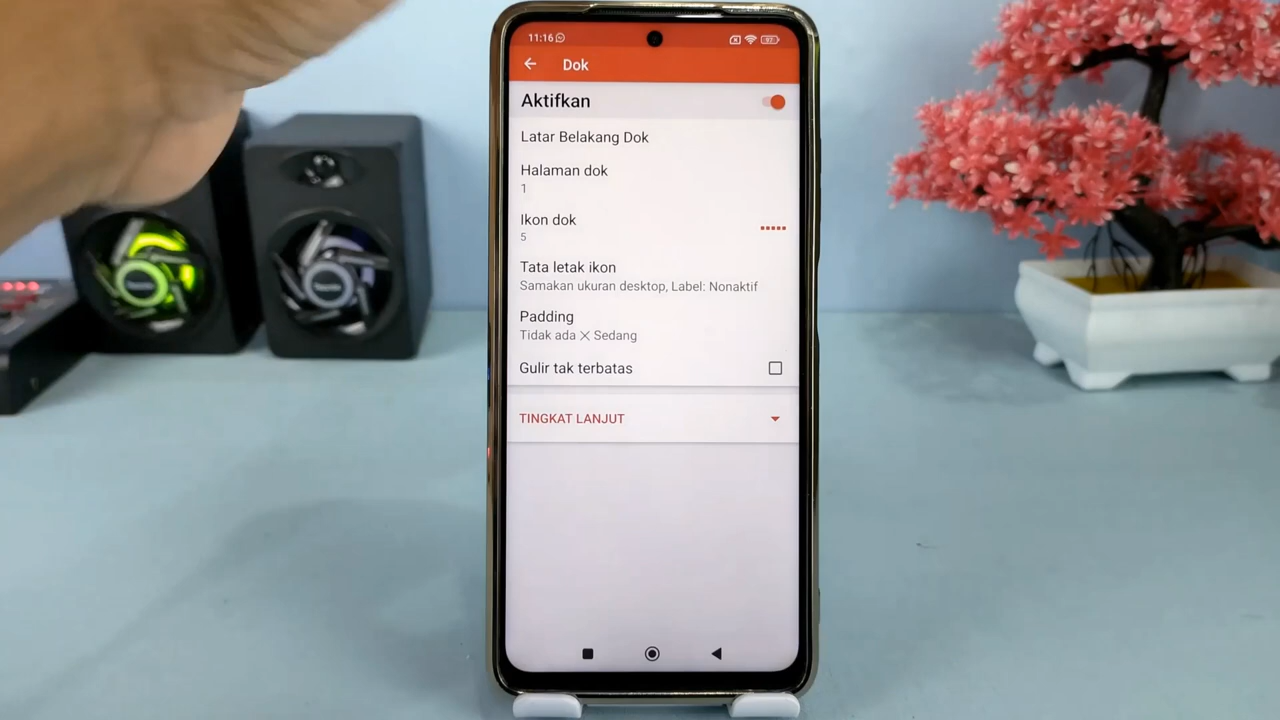 11:16
97
Dok
Aktifkan
Latar Belakang Dok
Halaman dok
1
Ikon dok
5
Tata letak ikon
Samakan ukuran desktop, Label: Nonaktif
Padding
Tidak ada × Sedang
Gulir tak terbatas
TINGKAT LANJUT